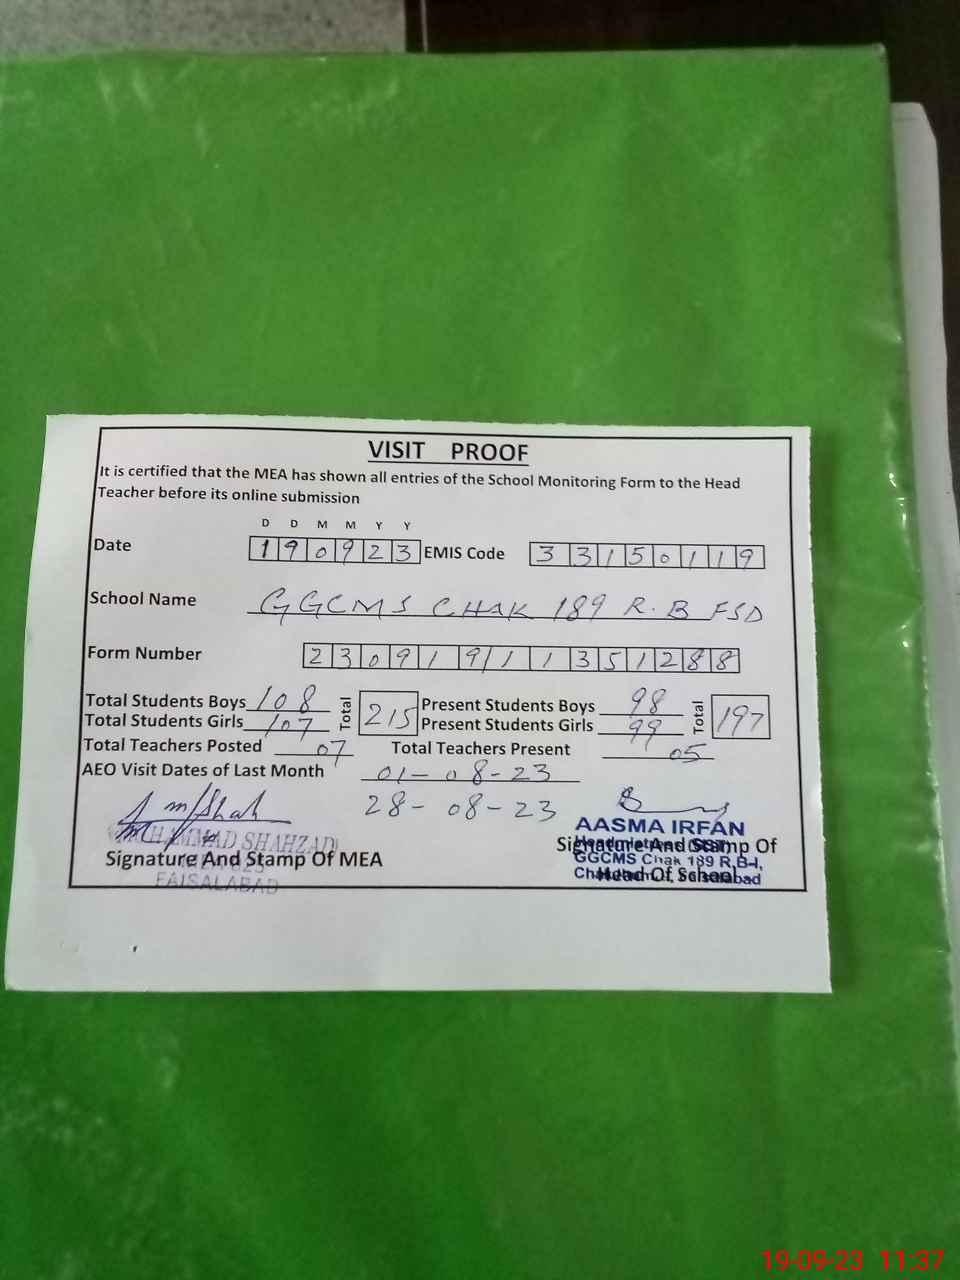 VISIT PROOF
It is certified that the MEA has shown all entries of the School Monitoring Form to the Head
Teacher before its online submission
D D M M Y Y
Date 190923 EMIS Code 33150119
School Name GGCMS CHAK 189 R.B FSD
Form Number 23091911351288
Total Students Boys 108 Total 215 Present Students Boys 98 Total 197
Total Students Girls 107 Present Students Girls 99
Total Teachers Posted 07 Total Teachers Present 05
AEO Visit Dates of Last Month 01-08-23
28-08-23
MUHAMMAD SHAHZAD
Signature And Stamp Of MEA
FAISALABAD
AASMA IRFAN
Signature And Stamp Of
GGCMS Chak 189 R.B-I,
Head Of School
19-09-23 11:37